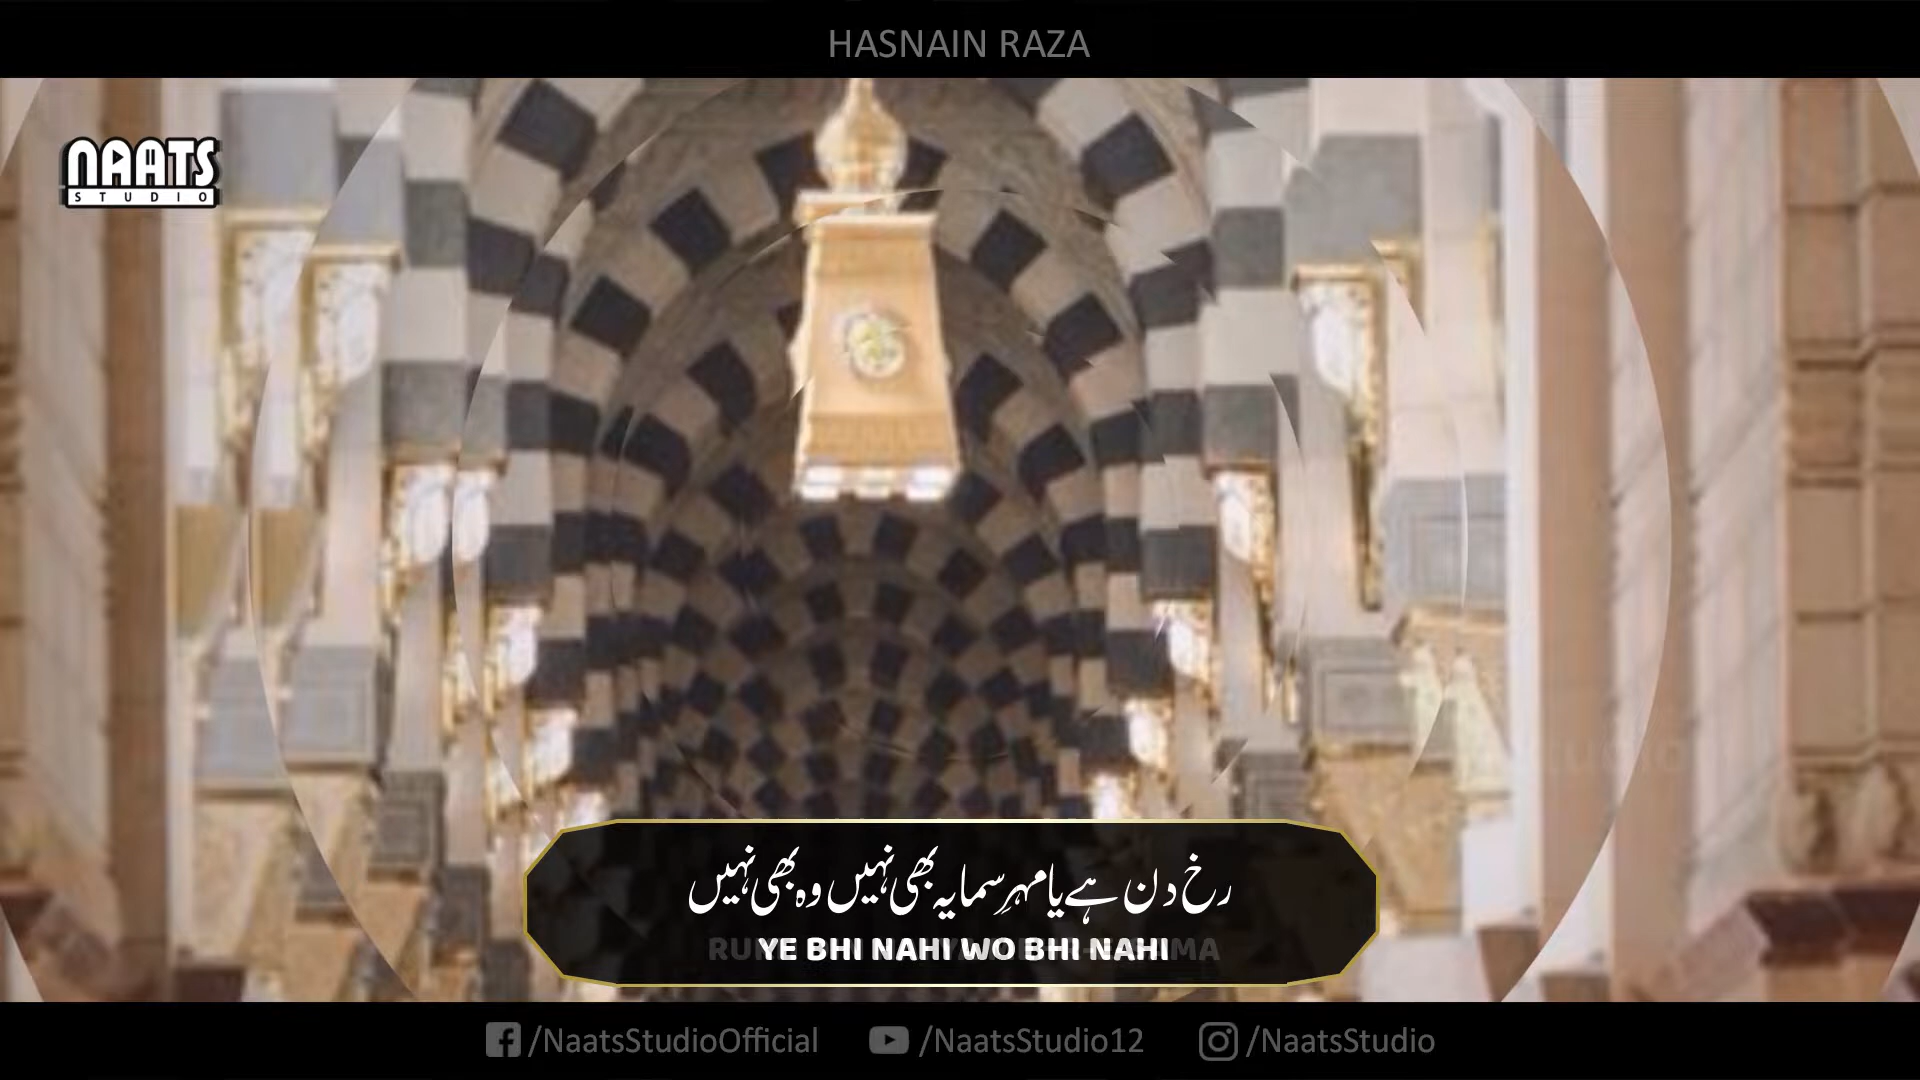 HASNAIN RAZA
NAATS
STUDIO
رخ دن ہے یا مہرِ سما یہ بھی نہیں وہ بھی نہیں
YE BHI NAHI WO BHI NAHI
/NaatsStudioOfficial /NaatsStudio12 /NaatsStudio